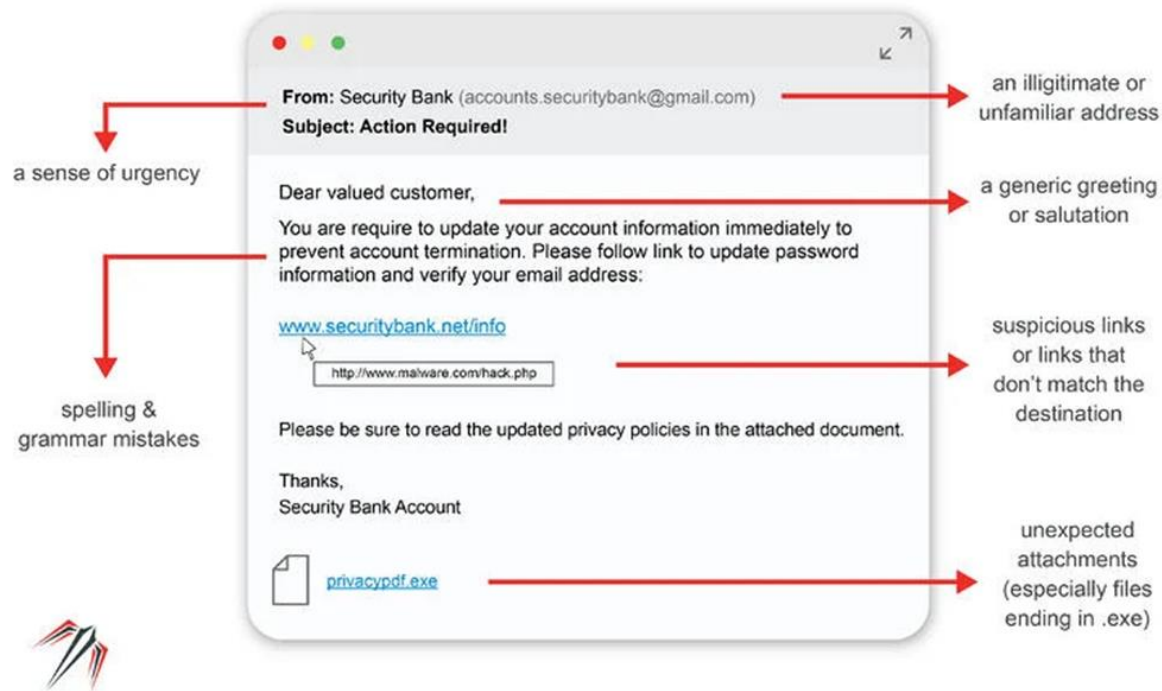 From: Security Bank (accounts.securitybank@gmail.com)
Subject: Action Required!
Dear valued customer,
You are require to update your account information immediately to
prevent account termination. Please follow link to update password
information and verify your email address:
www.securitybank.net/info
http://www.malware.com/hack.php
Please be sure to read the updated privacy policies in the attached document.
Thanks,
Security Bank Account
privacypdf.exe
a sense of urgency
spelling &
grammar mistakes
an illigitimate or
unfamiliar address
a generic greeting
or salutation
suspicious links
or links that
don't match the
destination
unexpected
attachments
(especially files
ending in .exe)